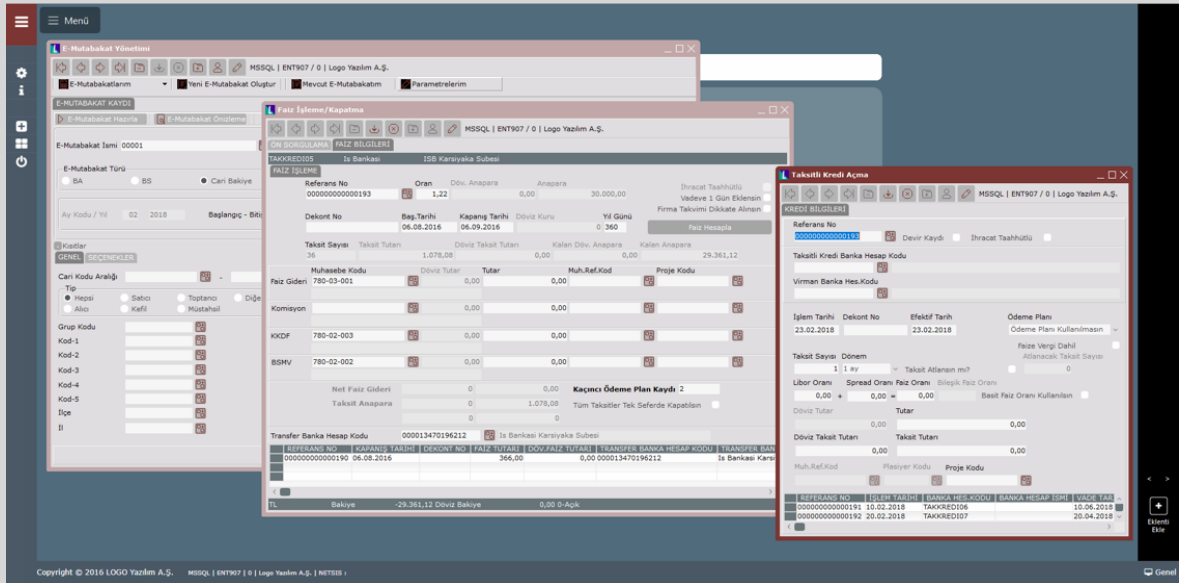 Menü
E-Mutabakat Yönetimi
MSSQL | ENT907 / 0 | Logo Yazılım A.Ş.
E-Mutabakatlarım Yeni E-Mutabakat Oluştur Mevcut E-Mutabakatım Parametrelerim
E-MUTABAKAT KAYDI
E-Mutabakat Hazırla E-Mutabakat Önizleme
E-Mutabakat İsmi 00001
E-Mutabakat Türü
BA BS Cari Bakiye
Ay Kodu / Yıl 02 2018 Başlangıç - Bitiş
Kısıtlar
GENEL SEÇENEKLER
Cari Kodu Aralığı -
Tip
Hepsi Satıcı Toptancı Diğe
Alıcı Kefil Müstahsil
Grup Kodu
Kod-1
Kod-2
Kod-3
Kod-4
Kod-5
İlçe
İl
Faiz İşleme/Kapatma
MSSQL | ENT907 / 0 | Logo Yazılım A.Ş.
ÖN SORGULAMA FAİZ BİLGİLERİ
TAKKREDI05 Is Bankasi ISB Karsiyaka Subesi
FAİZ İŞLEME
Referans No Oran Döv. Anapara Anapara İhracat Taahhütlü
000000000000193 1,22 0,00 30.000,00 Vadeve 1 Gün Eklensin
Firma Takvimi Dikkate Alınsın
Dekont No Baş.Tarihi Kapanış Tarihi Döviz Kuru Yıl Günü
06.08.2016 06.09.2016 0 360 Faiz Hesapla
Taksit Sayısı Taksit Tutarı Döviz Taksit Tutarı Kalan Döv. Anapara Kalan Anapara
36 1.078,08 0,00 0,00 29.361,12
Muhasebe Kodu Döviz Tutar Tutar Muh.Ref.Kod Proje Kodu
Faiz Gideri 780-03-001 0,00 0,00
Komisyon 0,00 0,00
KKDF 780-02-003 0,00 0,00
BSMV 780-02-002 0,00 0,00
Net Faiz Gideri 0 0,00 Kaçıncı Ödeme Plan Kaydı 2
Taksit Anapara 0 1.078,08 Tüm Taksitler Tek Seferde Kapatılsın
0 0
Transfer Banka Hesap Kodu 000013470196212 Is Bankasi Karsiyaka Subesi
REFERANS NO KAPANIŞ TARİHİ DEKONT NO FAİZ TUTARI DÖV.FAİZ TUTARI TRANSFER BANKA HESAP KODU TRANSFER BAN
000000000000190 06.08.2016 366,00 0,00 000013470196212 Is Bankasi Karsi
TL Bakiye -29.361,12 Döviz Bakiye 0,00 0-Açık
Taksitli Kredi Açma
MSSQL | ENT907 / 0 | Logo Yazılım A.Ş.
KREDİ BİLGİLERİ
Referans No
000000000000193 Devir Kaydı İhracat Taahhütlü
Taksitli Kredi Banka Hesap Kodu
Virman Banka Hes.Kodu
İşlem Tarihi Dekont No Efektif Tarih Ödeme Planı
23.02.2018 23.02.2018 Ödeme Planı Kullanılmasın
Faize Vergi Dahil
Taksit Sayısı Dönem Atlanacak Taksit Sayısı
1 1 ay Taksit Atlansın mı? 0
Libor Oranı Spread Oranı Faiz Oranı Bileşik Faiz Oranı
0,00 + 0,00 = 0,00 Basit Faiz Oranı Kullanılsın
Döviz Tutar Tutar
0,00 0,00
Döviz Taksit Tutarı Taksit Tutarı
0,00 0,00
Muh.Ref.Kod Plasiyer Kodu Proje Kodu
REFERANS NO İŞLEM TARİHİ BANKA HES.KODU BANKA HESAP İSMİ VADE TAR
000000000000191 10.02.2018 TAKKREDI06 10.06.2018
000000000000192 20.02.2018 TAKKREDI07 20.04.2018
Eklenti
Ekle
Copyright © 2016 LOGO Yazılım A.Ş. MSSQL | ENT907 | 0 | Logo Yazılım A.Ş. | NETSIS :
Genel